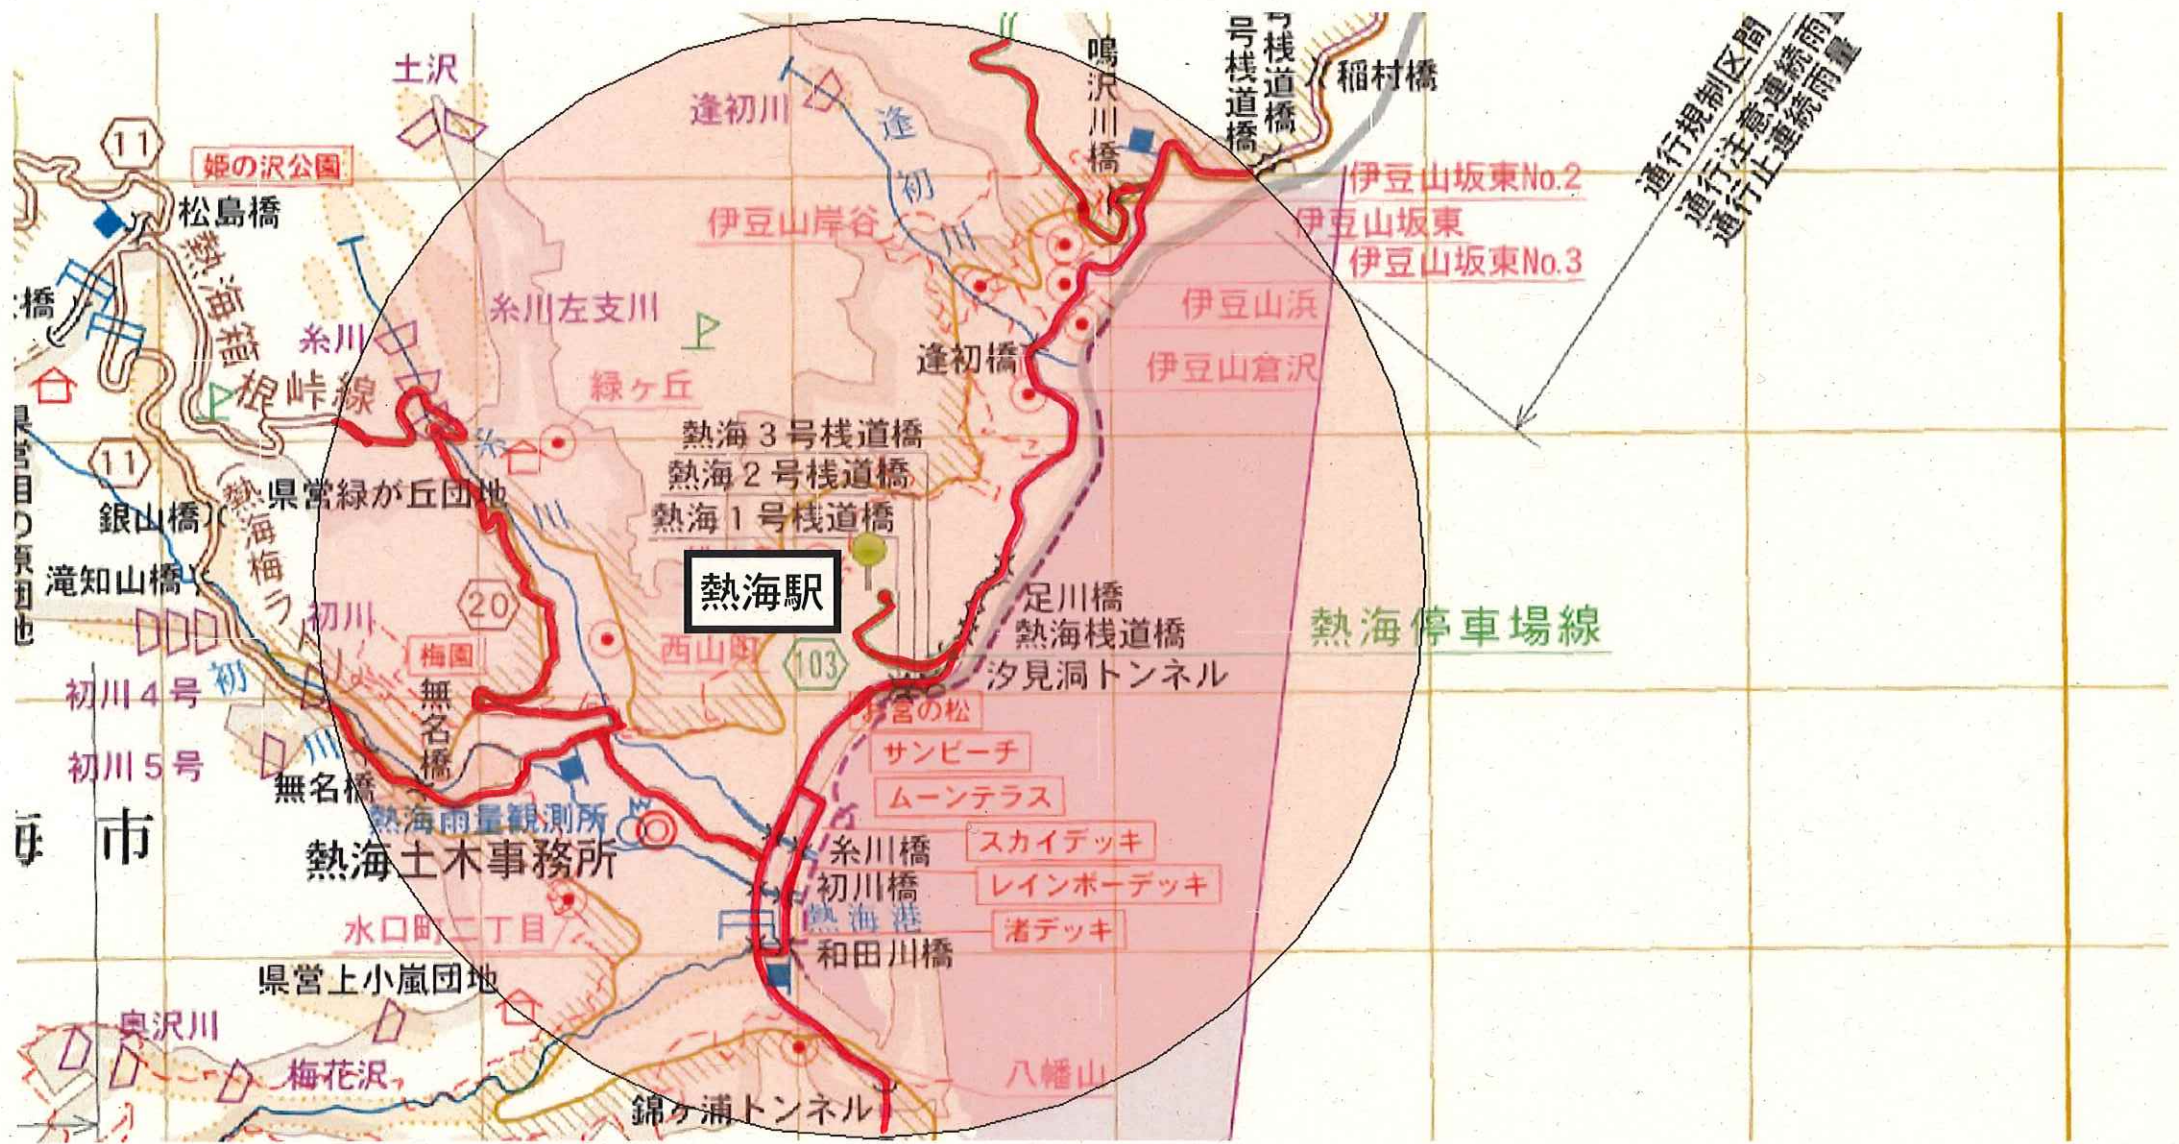 土沢
逢初川
逢初川
鳴沢川橋
号桟道橋
号桟道橋
稲村橋
通行規制区間
通行注意連続雨量
通行止連続雨量
11
姫の沢公園
松島橋
伊豆山岸谷
伊豆山坂東No.2
伊豆山坂東
伊豆山坂東No.3
熱海箱根峠線
橋
糸川左支川
糸川
伊豆山浜
逢初橋
伊豆山倉沢
緑ヶ丘
熱海3号桟道橋
熱海2号桟道橋
熱海1号桟道橋
糸川
11
県営緑が丘団地
銀山橋
熱海梅ライン
滝知山橋
熱海駅
足川橋
熱海桟道橋
汐見洞トンネル
熱海停車場線
20
初川
梅園
西山町
103
初川
初川4号
無名橋
初川5号
無名橋
お宮の松
サンビーチ
ムーンテラス
スカイデッキ
レインボーデッキ
渚デッキ
熱海雨量観測所
熱海土木事務所
海市
糸川橋
初川橋
熱海港
和田川橋
水口町二丁目
県営上小嵐団地
奥沢川
梅花沢
八幡山
錦ヶ浦トンネル